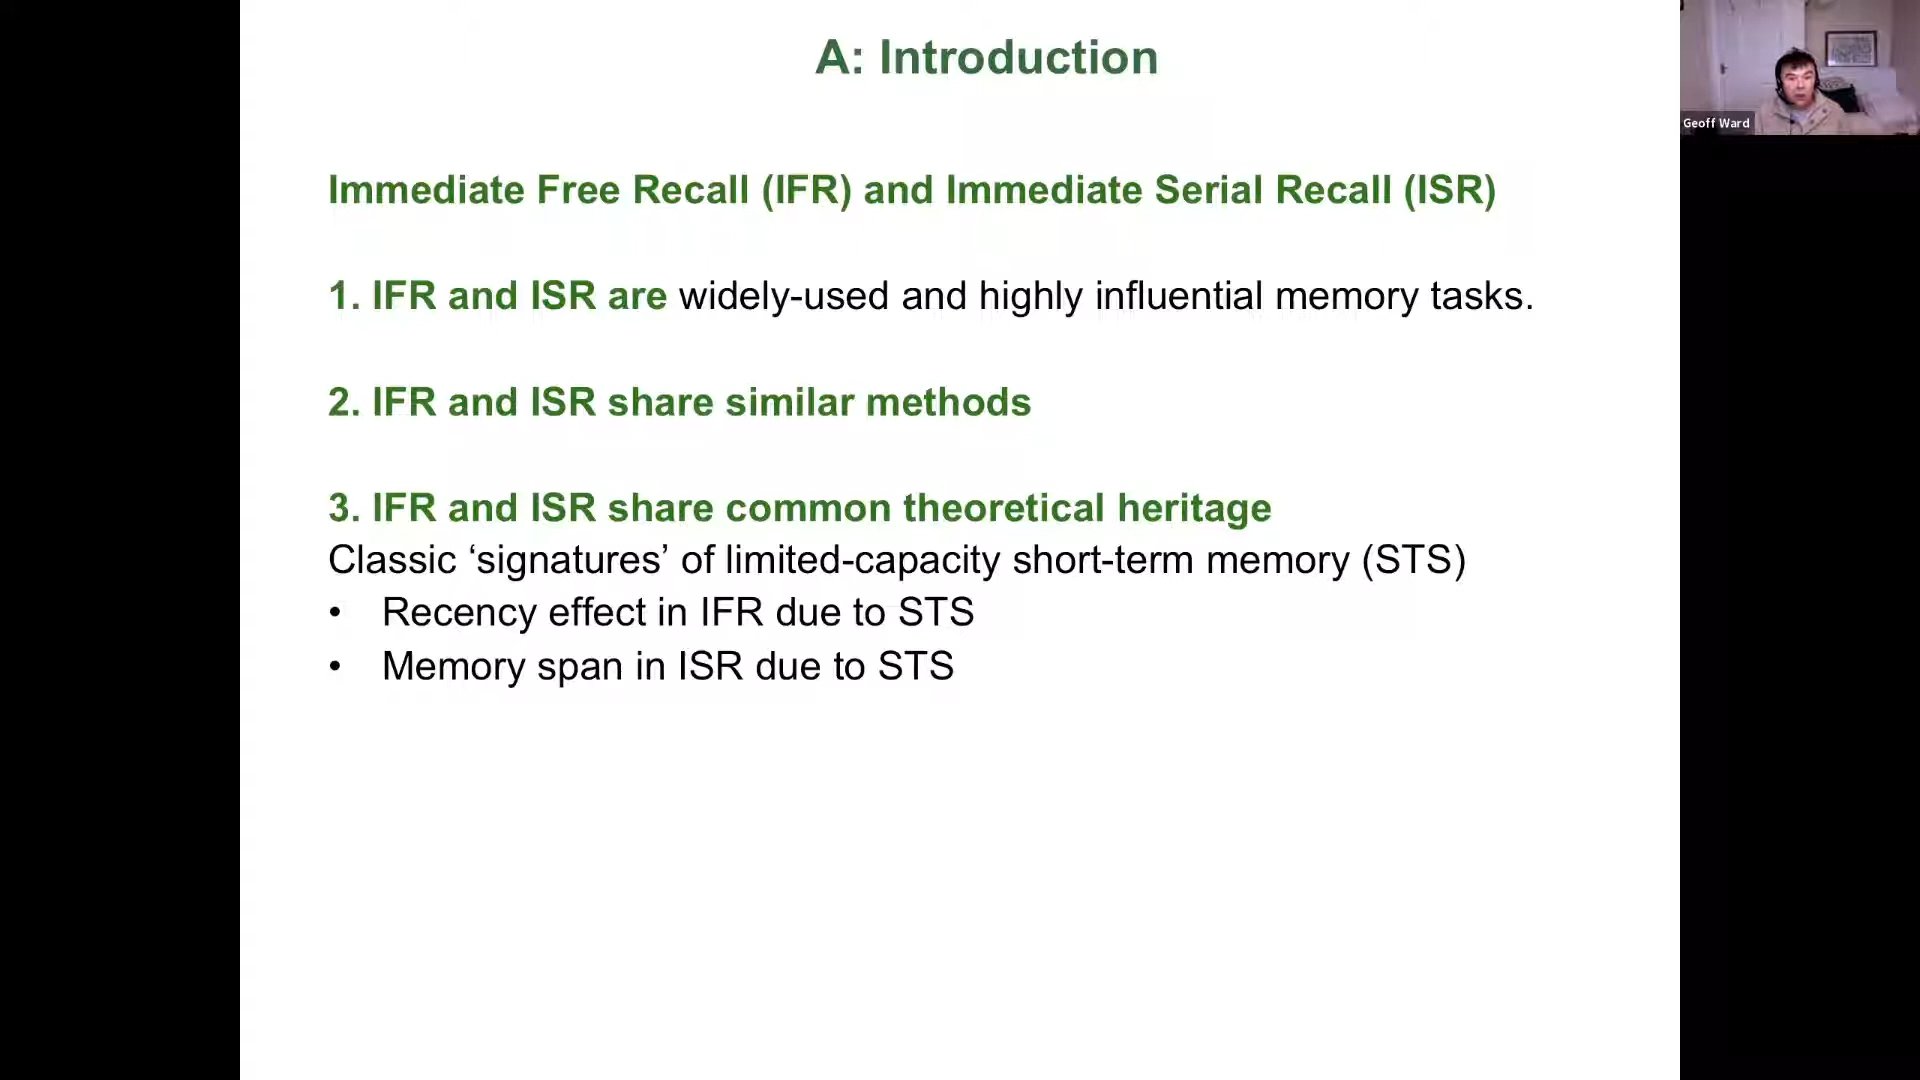 A: Introduction
Geoff Ward
Immediate Free Recall (IFR) and Immediate Serial Recall (ISR)
1. IFR and ISR are widely-used and highly influential memory tasks.
2. IFR and ISR share similar methods
3. IFR and ISR share common theoretical heritage
Classic ‘signatures’ of limited-capacity short-term memory (STS)
• Recency effect in IFR due to STS
• Memory span in ISR due to STS